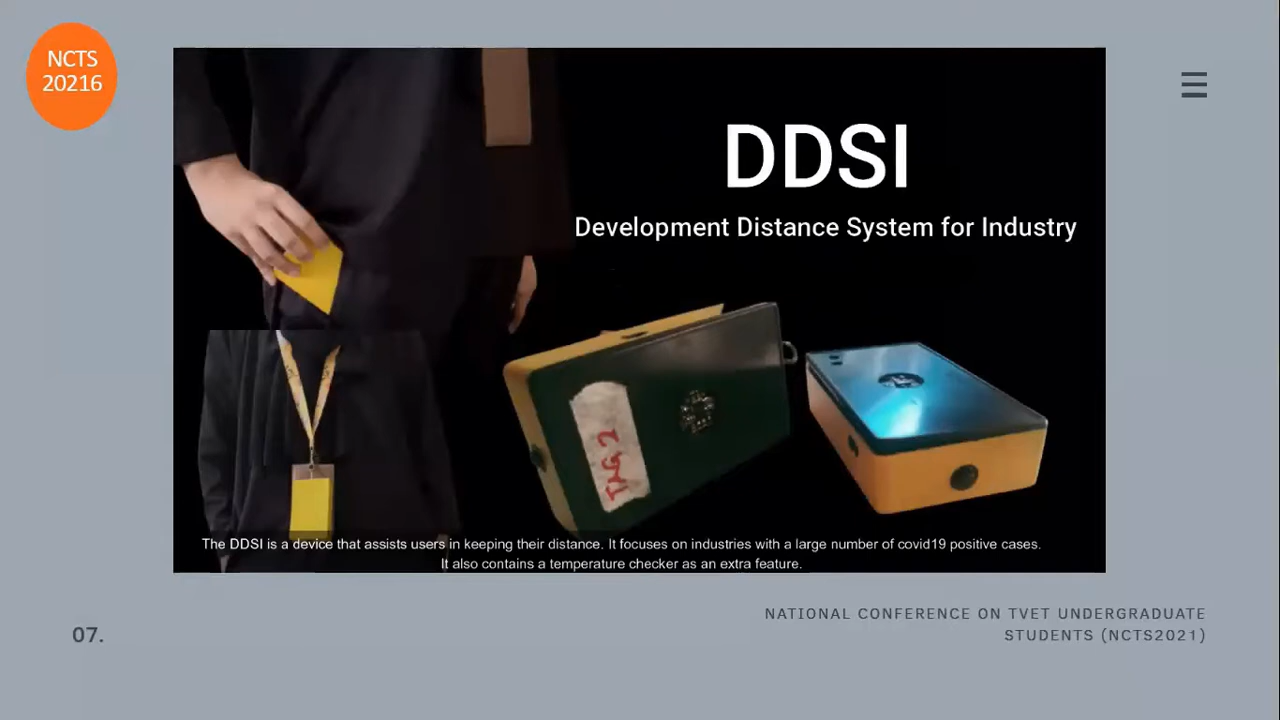 NCTS
20216
DDSI
Development Distance System for Industry
TAG 2
The DDSI is a device that assists users in keeping their distance. It focuses on industries with a large number of covid19 positive cases.
It also contains a temperature checker as an extra feature.
07.
NATIONAL CONFERENCE ON TVET UNDERGRADUATE
STUDENTS (NCTS2021)